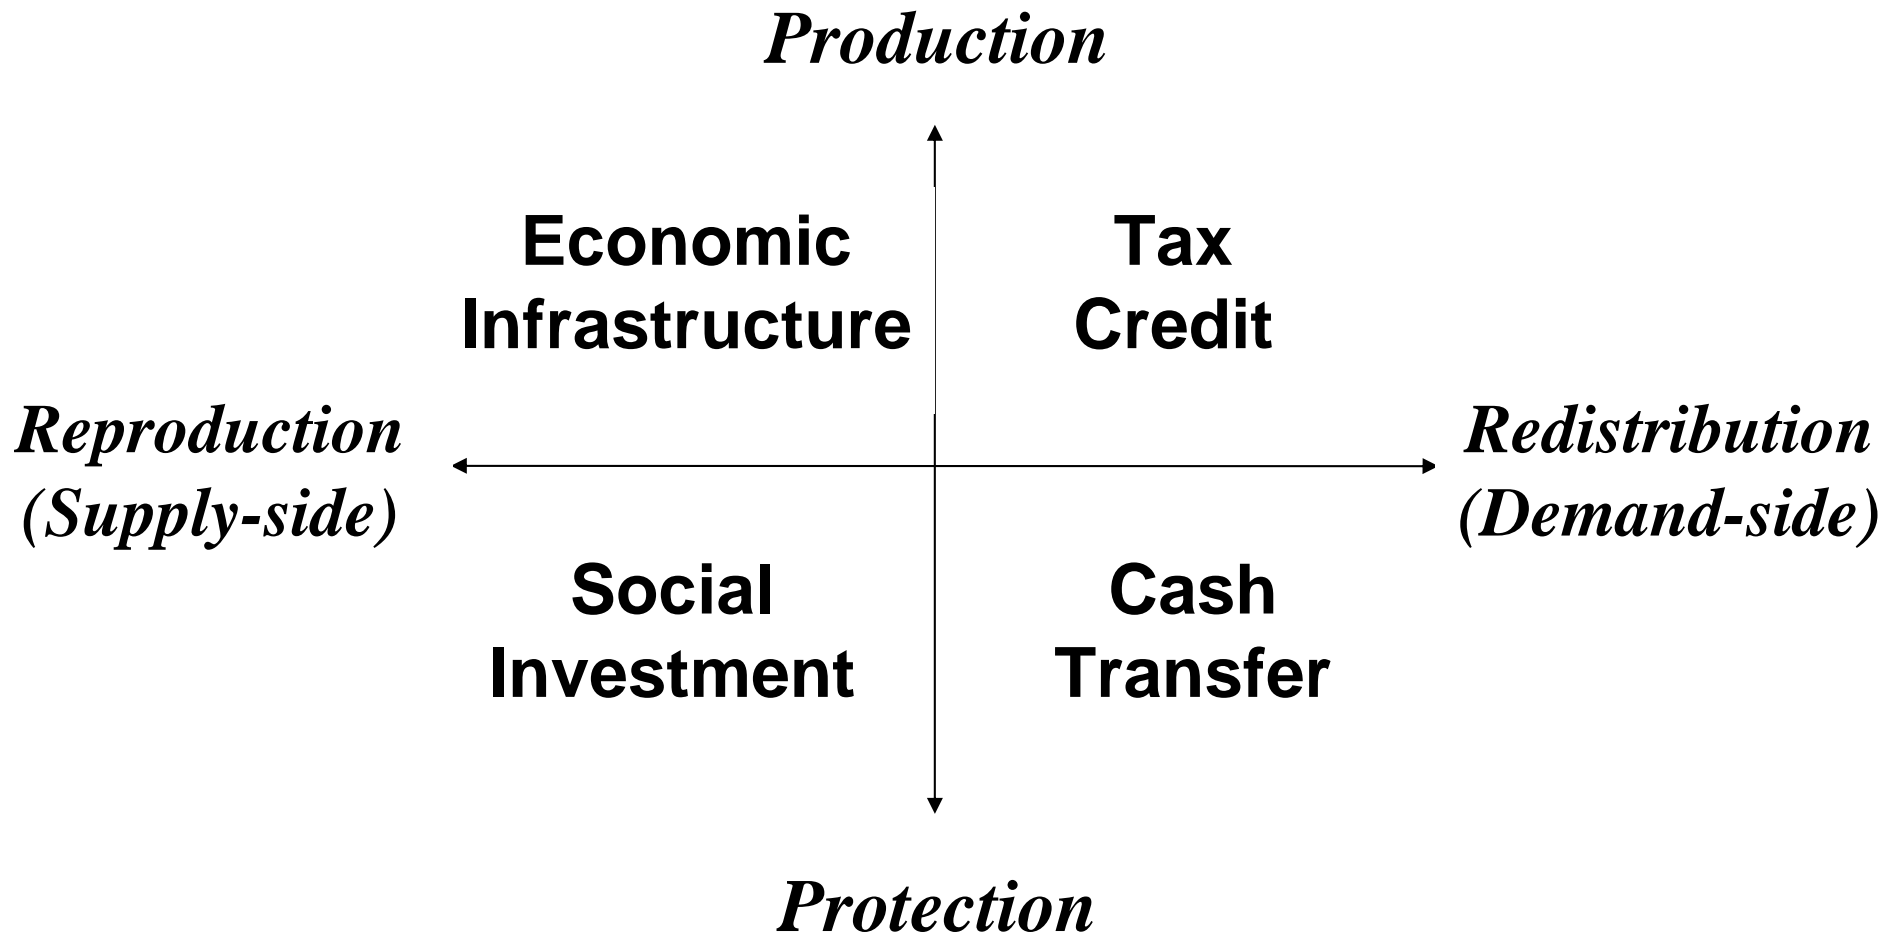 Production
Economic
Infrastructure
Tax
Credit
Reproduction
(Supply-side)
Redistribution
(Demand-side)
Social
Investment
Cash
Transfer
Protection